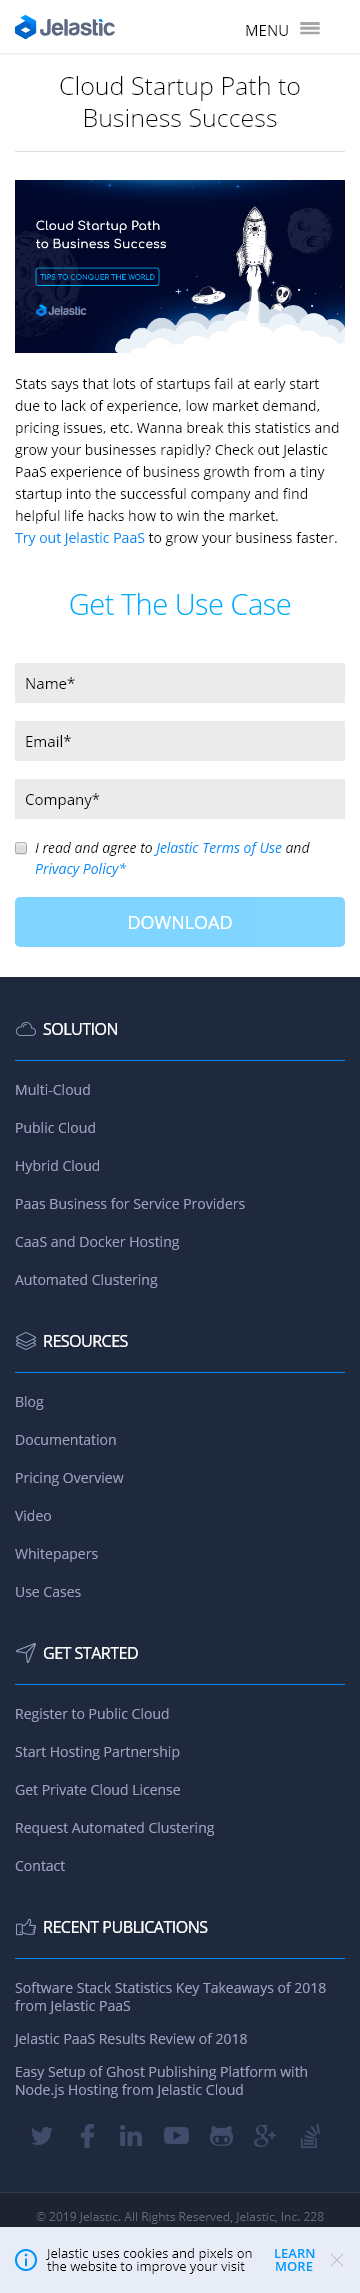 Jelastic
MENU
Cloud Startup Path to
Business Success
Cloud Startup Path
to Business Success
TIPS TO CONQUER THE WORLD
Jelastic
Stats says that lots of startups fail at early start
due to lack of experience, low market demand,
pricing issues, etc. Wanna break this statistics and
grow your businesses rapidly? Check out Jelastic
PaaS experience of business growth from a tiny
startup into the successful company and find
helpful life hacks how to win the market.
Try out Jelastic PaaS to grow your business faster.
Get The Use Case
Name*
Email*
Company*
I read and agree to Jelastic Terms of Use and
Privacy Policy*
DOWNLOAD
SOLUTION
Multi-Cloud
Public Cloud
Hybrid Cloud
Paas Business for Service Providers
CaaS and Docker Hosting
Automated Clustering
RESOURCES
Blog
Documentation
Pricing Overview
Video
Whitepapers
Use Cases
GET STARTED
Register to Public Cloud
Start Hosting Partnership
Get Private Cloud License
Request Automated Clustering
Contact
RECENT PUBLICATIONS
Software Stack Statistics Key Takeaways of 2018
from Jelastic PaaS
Jelastic PaaS Results Review of 2018
Easy Setup of Ghost Publishing Platform with
Node.js Hosting from Jelastic Cloud
© 2019 Jelastic. All Rights Reserved, Jelastic, Inc. 228
Jelastic uses cookies and pixels on
the website to improve your visit
LEARN
MORE